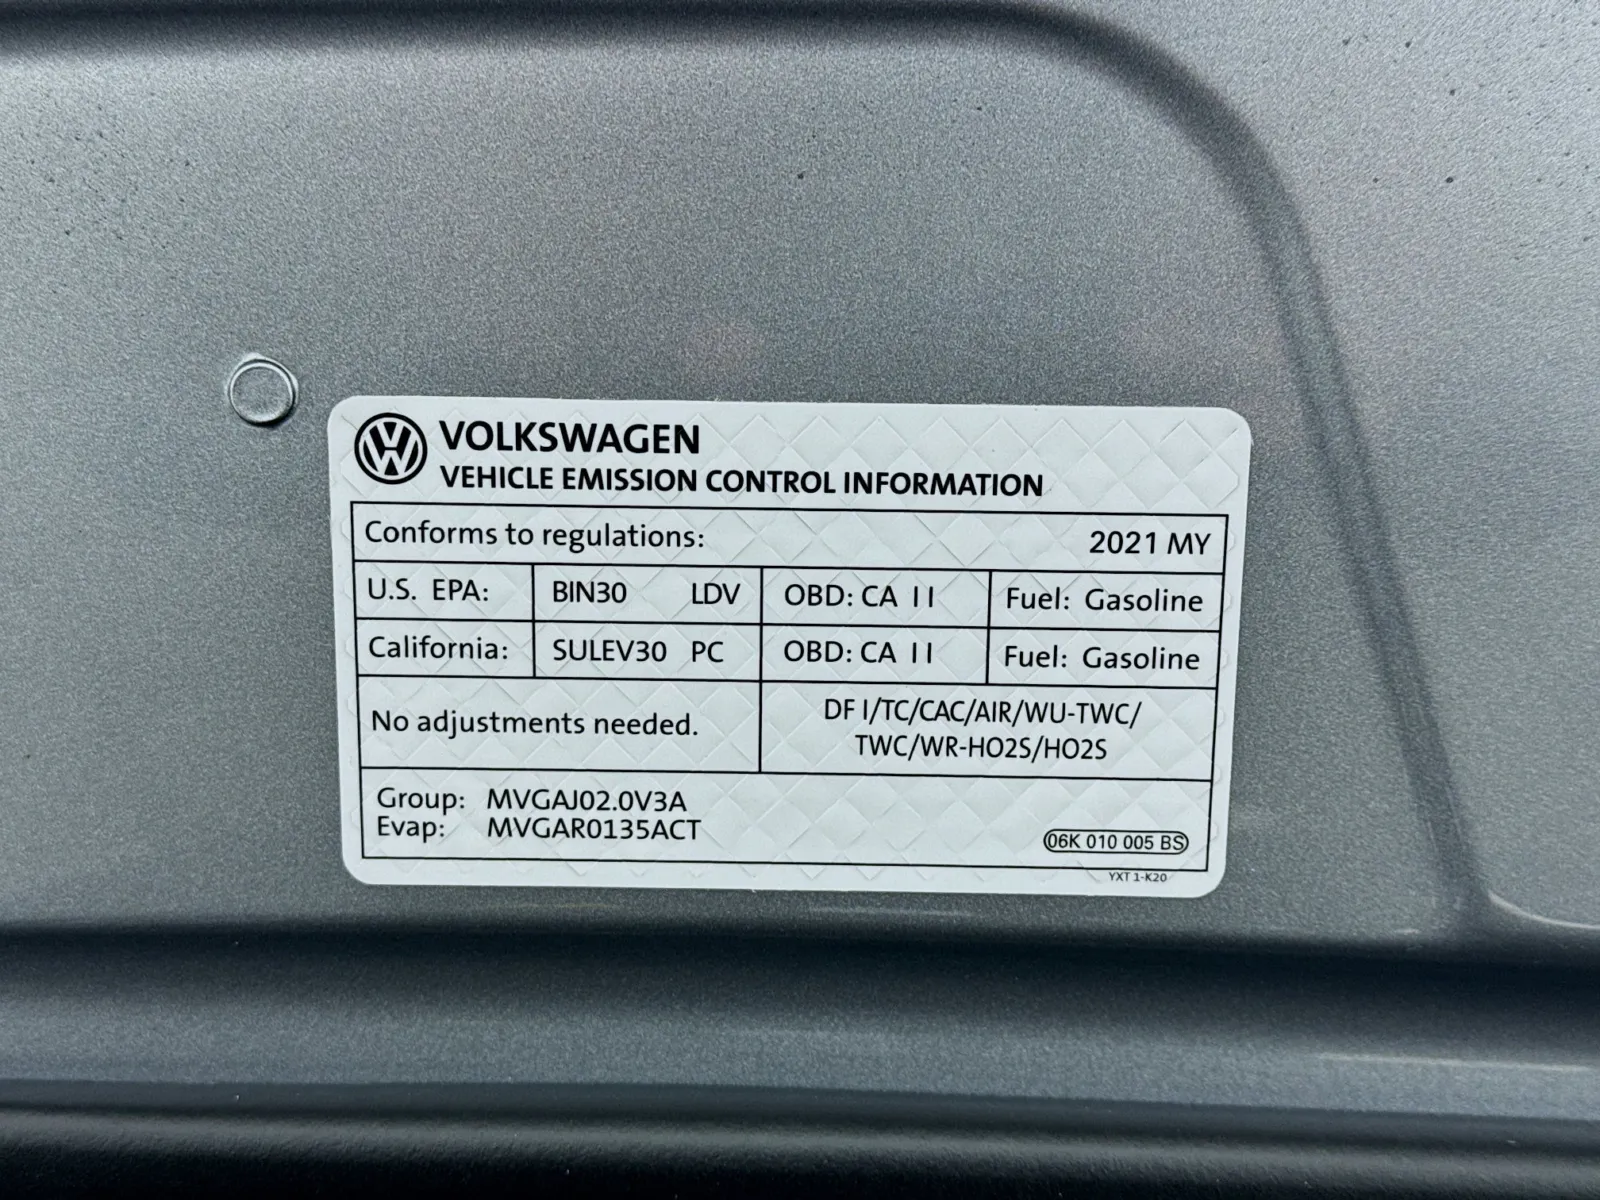 VOLKSWAGEN
VEHICLE EMISSION CONTROL INFORMATION
Conforms to regulations: 2021 MY
U.S. EPA: BIN30 LDV OBD: CA II Fuel: Gasoline
California: SULEV30 PC OBD: CA II Fuel: Gasoline
No adjustments needed.
DFI/TC/CAC/AIR/WU-TWC/
TWC/WR-HO2S/HO2S
Group: MVGAJ02.0V3A
Evap: MVGAR0135ACT
06K 010 005 BS
YXT 1-K20